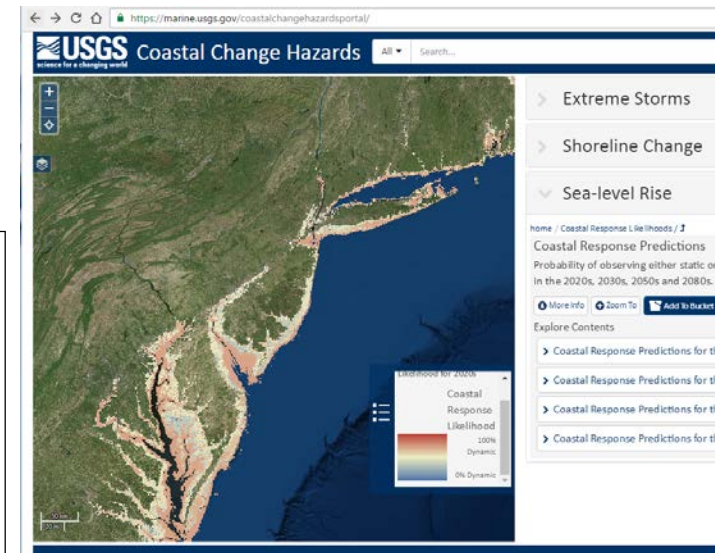 https://marine.usgs.gov/coastalchangehazardsportal/
USGS
science for a changing world
Coastal Change Hazards
All
Search...
Extreme Storms
Shoreline Change
Sea-level Rise
home / Coastal Response Likelihoods /
Coastal Response Predictions
Probability of observing either static or
in the 2020s, 2030s, 2050s and 2080s.
More Info
Zoom To
Add To Bucket
Explore Contents
Coastal Response Predictions for
Coastal Response Predictions for
Coastal Response Predictions for
Coastal Response Predictions for
Likelihood for 2020s
Coastal
Response
Likelihood
100%
Dynamic
0% Dynamic